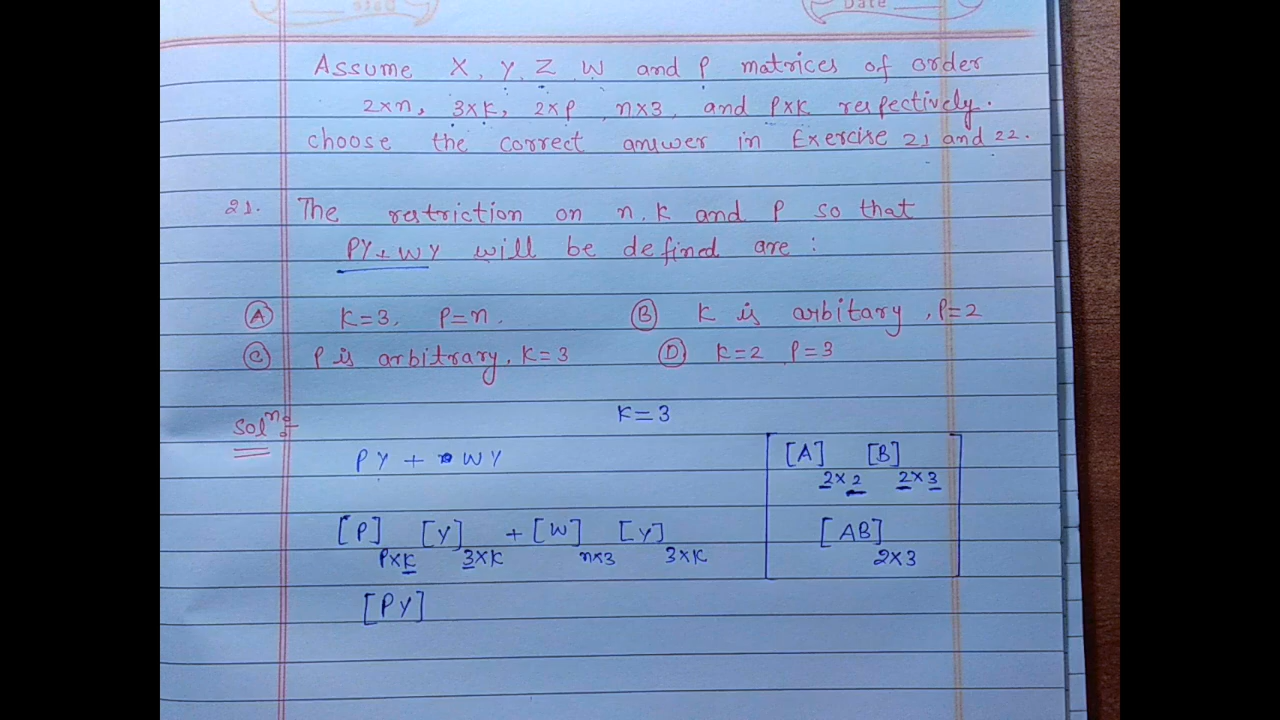 Date
Assume X, Y, Z, W and P matrices of order
2×n, 3×K, 2×p, n×3, and P×K respectively.
choose the correct answer in Exercise 21 and 22.
21. The restriction on n, K and P so that
PY+WY will be defined are :
(A) K=3, P=n. (B) K is arbitary, P=2
(C) P is arbitrary, K=3 (D) K=2 P=3
Solⁿ:-
K=3
PY + WY
[A]2×2 [B]2×3
[P]P×K [Y]3×K + [W]n×3 [Y]3×K
[AB]2×3
[PY]